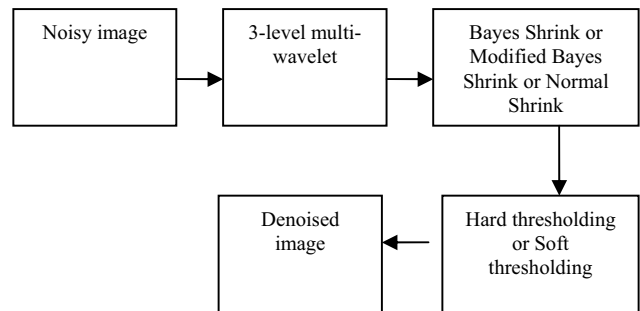 Noisy image
3-level multi-
wavelet
Bayes Shrink or
Modified Bayes
Shrink or Normal
Shrink
Hard thresholding
or Soft
thresholding
Denoised
image